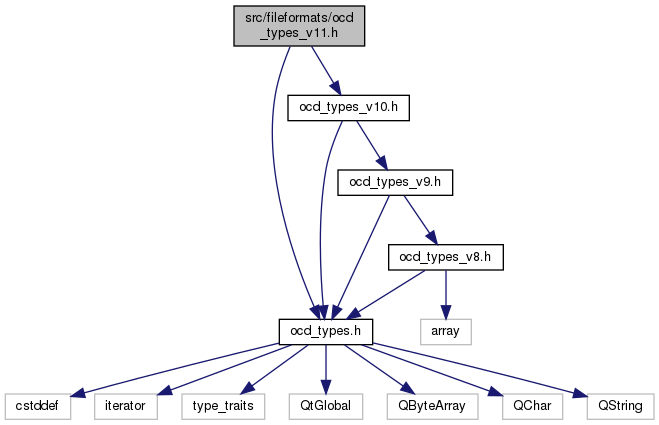 src/fileformats/ocd
_types_v11.h
ocd_types_v10.h
ocd_types_v9.h
ocd_types_v8.h
ocd_types.h
array
cstddef
iterator
type_traits
QtGlobal
QByteArray
QChar
QString